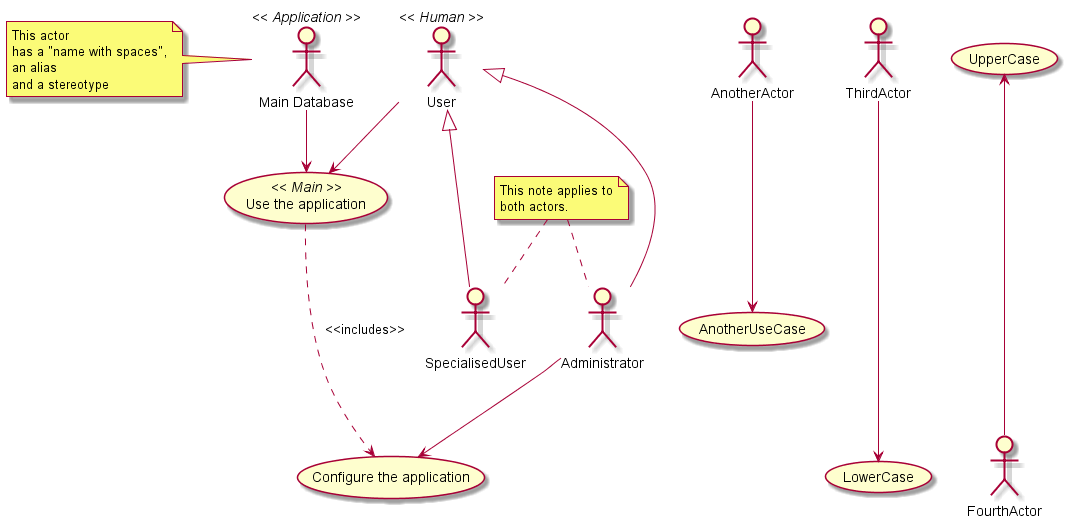 << Application >>
<< Human >>
This actor
has a "name with spaces",
an alias
and a stereotype
Main Database
User
AnotherActor
ThirdActor
UpperCase
<< Main >>
Use the application
This note applies to
both actors.
<<includes>>
AnotherUseCase
SpecialisedUser
Administrator
Configure the application
LowerCase
FourthActor